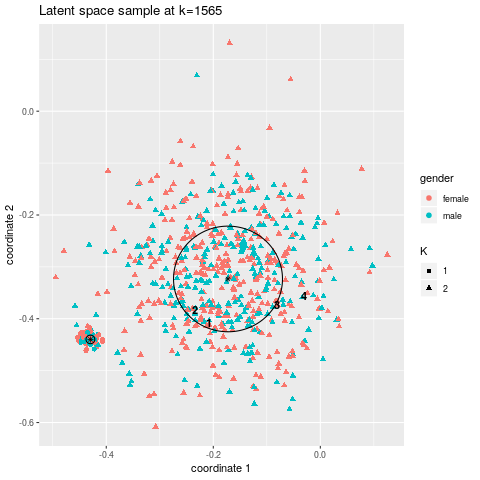 Latent space sample at k=1565
coordinate 2
0.0
-0.2
-0.4
-0.6
2
1
3
4
-0.4
-0.2
0.0
coordinate 1
gender
female
male
K
1
2